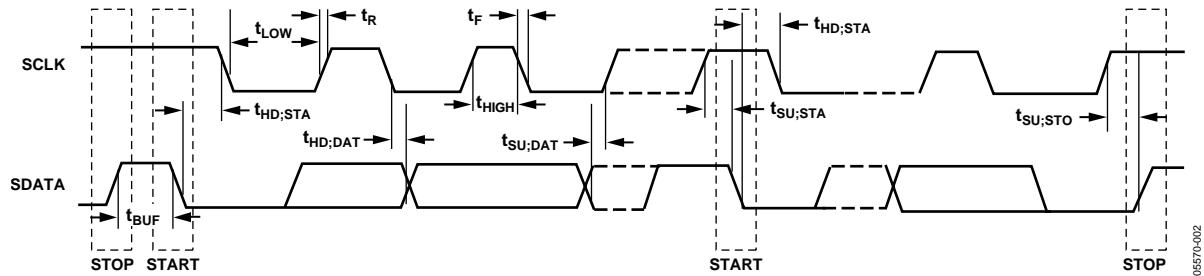 tR
tF
tLOW
tHD;STA
SCLK
tHD;STA
tHIGH
tSU;STA
tSU;STO
tHD;DAT
tSU;DAT
SDATA
tBUF
STOP
START
START
STOP
05570-002